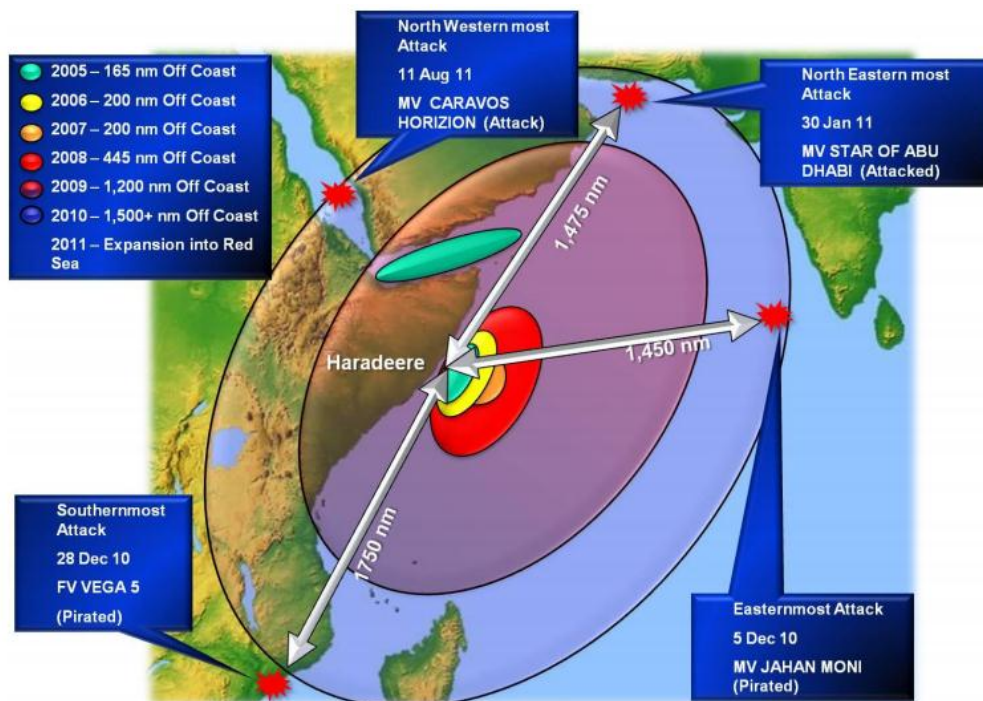 2005 – 165 nm Off Coast
2006 – 200 nm Off Coast
2007 – 200 nm Off Coast
2008 – 445 nm Off Coast
2009 – 1,200 nm Off Coast
2010 – 1,500+ nm Off Coast
2011 – Expansion into Red
Sea
North Western most
Attack
11 Aug 11
MV CARAVOS
HORIZION (Attack)
North Eastern most
Attack
30 Jan 11
MV STAR OF ABU
DHABI (Attacked)
1,475 nm
1,450 nm
Haradeere
1750 nm
Southernmost
Attack
28 Dec 10
FV VEGA 5
(Pirated)
Easternmost Attack
5 Dec 10
MV JAHAN MONI
(Pirated)